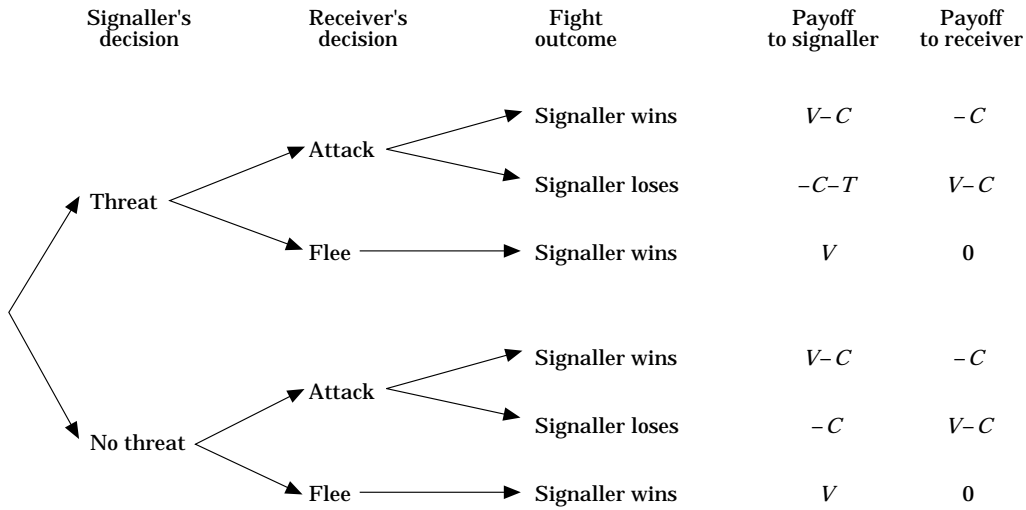 Signaller's Receiver's Fight Payoff Payoff
decision decision outcome to signaller to receiver
Signaller wins V–C –C
Attack
Signaller loses –C–T V–C
Threat
Flee Signaller wins V 0
Signaller wins V–C –C
Attack
Signaller loses –C V–C
No threat
Flee Signaller wins V 0